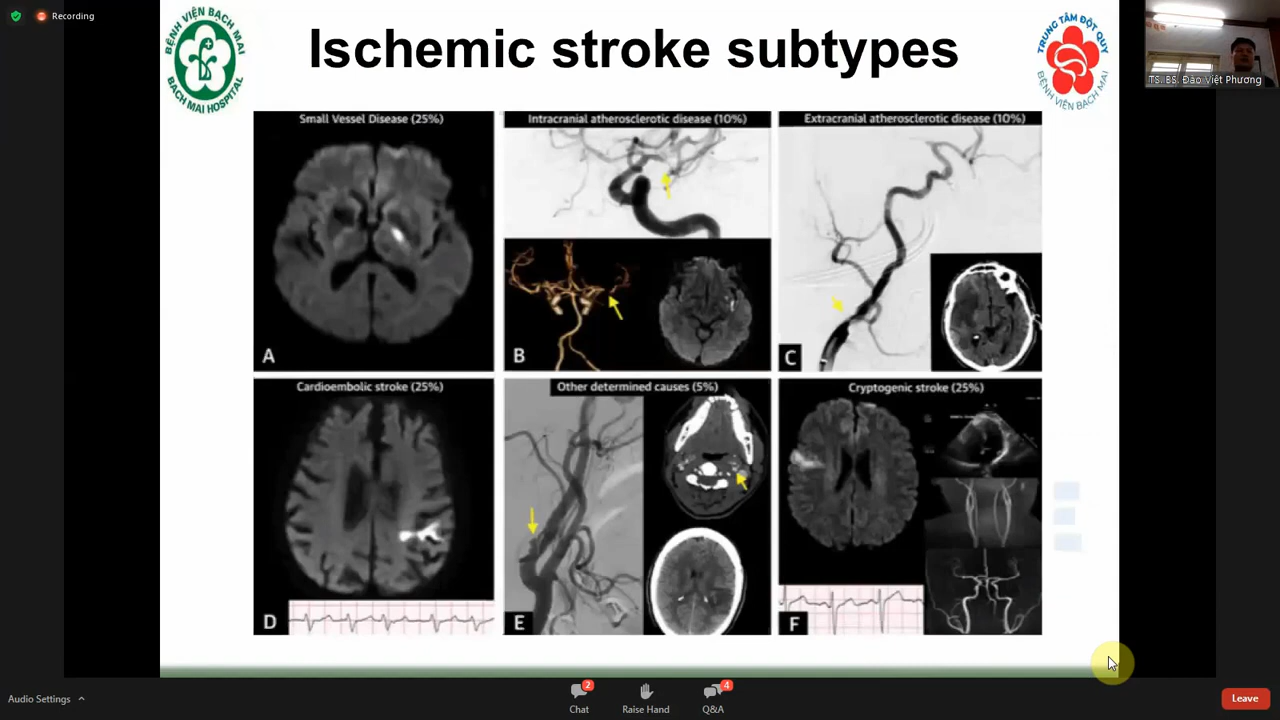 Recording
BỆNH VIỆN BẠCH MAI
BACH MAI HOSPITAL
Ischemic stroke subtypes
TRUNG TÂM ĐỘT QUỴ
BỆNH VIỆN BẠCH MAI
TS. BS. Đào Việt Phương
Small Vessel Disease (25%)
Intracranial atherosclerotic disease (10%)
Extracranial atherosclerotic disease (10%)
A
B
C
Cardioembolic stroke (25%)
Other determined causes (5%)
Cryptogenic stroke (25%)
D
E
F
Audio Settings
2
4
Chat
Raise Hand
Q&A
Leave